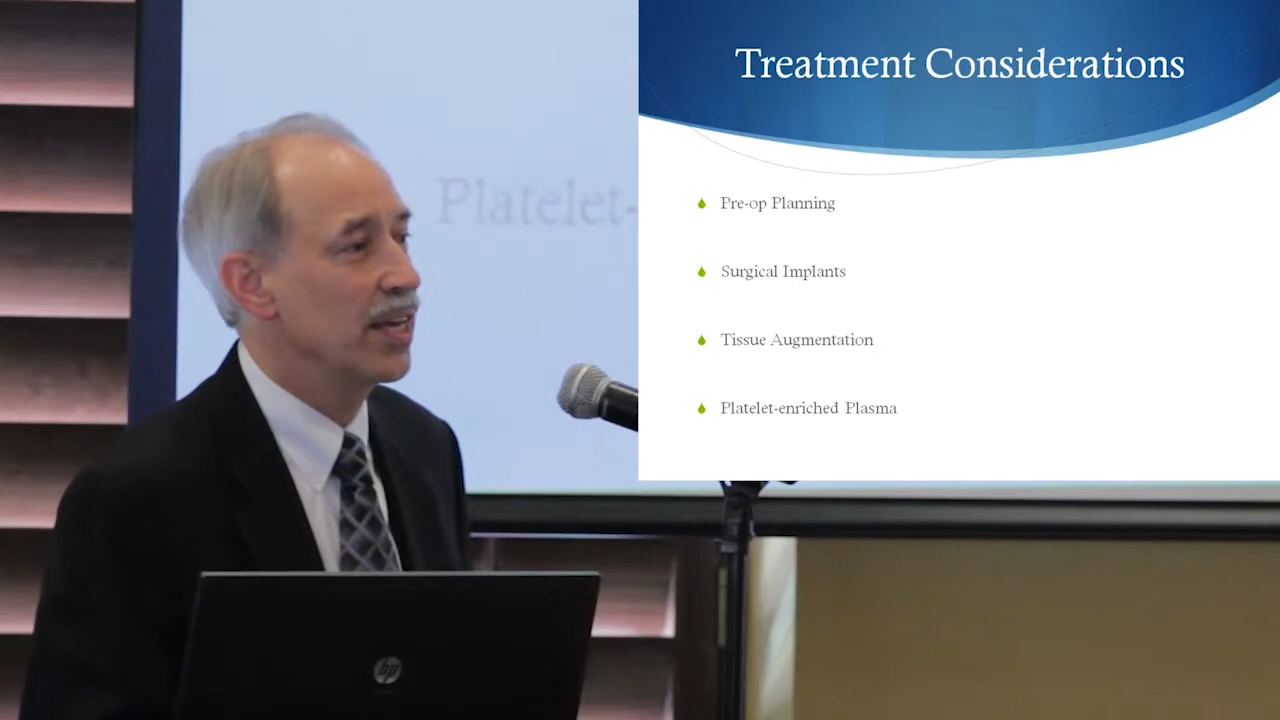 Treatment Considerations
Platelet-
Pre-op Planning
Surgical Implants
Tissue Augmentation
Platelet-enriched Plasma
hp